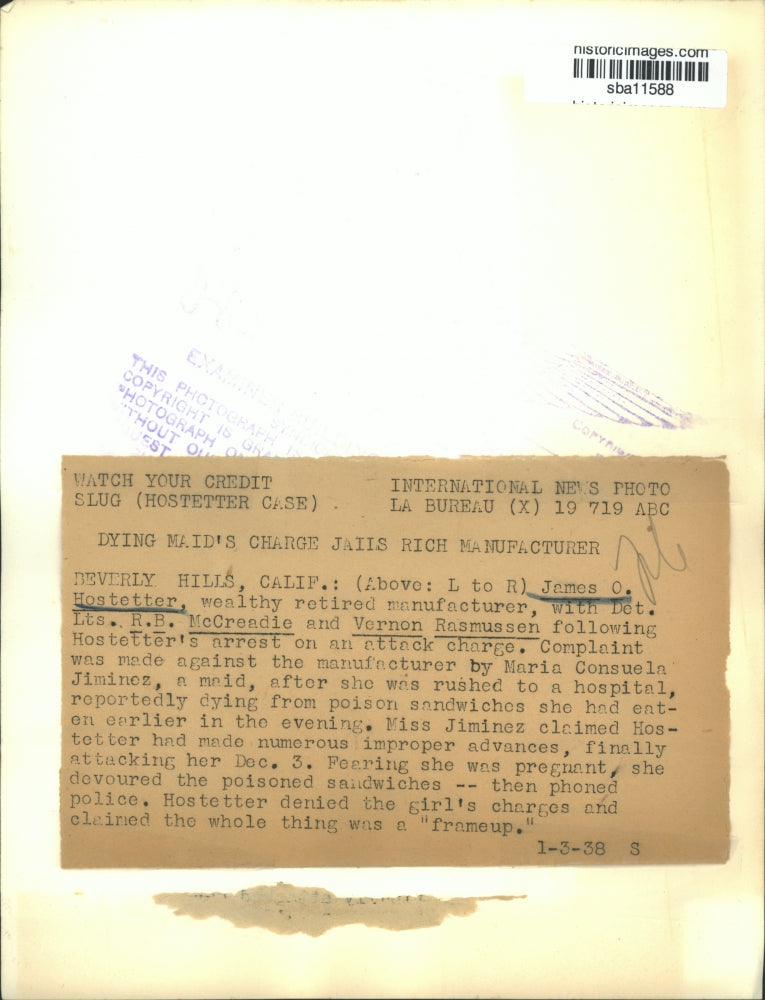 historicimages.com
sba11588
THIS PHOTOGRAPH IS
COPYRIGHT IS
PHOTOGRAPH
WATCH YOUR CREDIT INTERNATIONAL NEWS PHOTO
SLUG (HOSTETTER CASE) . LA BUREAU (X) 19 719 ABC
DYING MAID'S CHARGE JAILS RICH MANUFACTURER
BEVERLY HILLS, CALIF.: (Above: L to R) James O.
Hostetter, wealthy retired manufacturer, with Det.
Lts. R.B. McCreadie and Vernon Rasmussen following
Hostetter's arrest on an attack charge. Complaint
was made against the manufacturer by Maria Consuela
Jiminez, a maid, after she was rushed to a hospital,
reportedly dying from poison sandwiches she had eat-
en earlier in the evening. Miss Jiminez claimed Hos-
tetter had made numerous improper advances, finally
attacking her Dec. 3. Fearing she was pregnant, she
devoured the poisoned sandwiches -- then phoned
police. Hostetter denied the girl's charges and
claimed the whole thing was a "frameup."
1-3-38 S